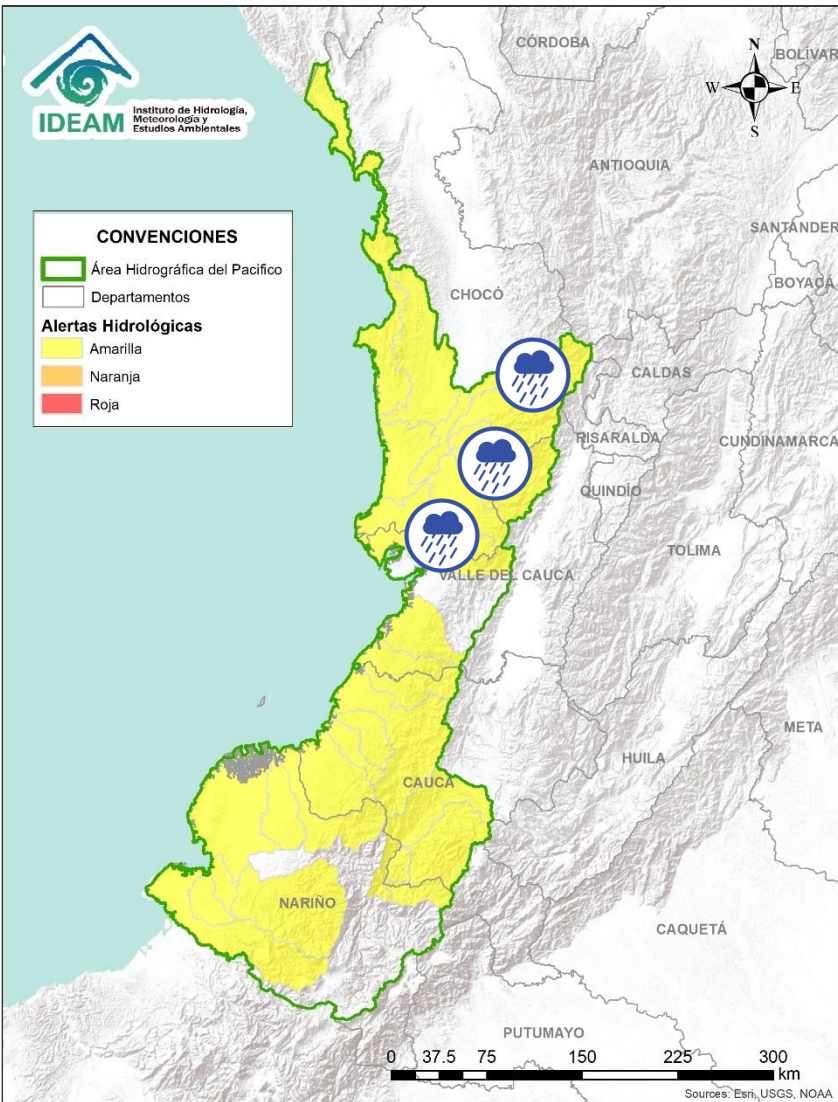 IDEAM
Instituto de Hidrología,
Meteorología y
Estudios Ambientales
CONVENCIONES
Área Hidrográfica del Pacifico
Departamentos
Alertas Hidrológicas
Amarilla
Naranja
Roja
N
W E
S
CÓRDOBA
BOLÍVAR
ANTIOQUIA
SANTANDER
BOYACÁ
CHOCÓ
CALDAS
RISARALDA
CUNDINAMARCA
QUINDÍO
TOLIMA
VALLE DEL CAUCA
META
HUILA
CAUCA
NARIÑO
CAQUETÁ
PUTUMAYO
0 37.5 75 150 225 300
km
Sources: Esri, USGS, NOAA